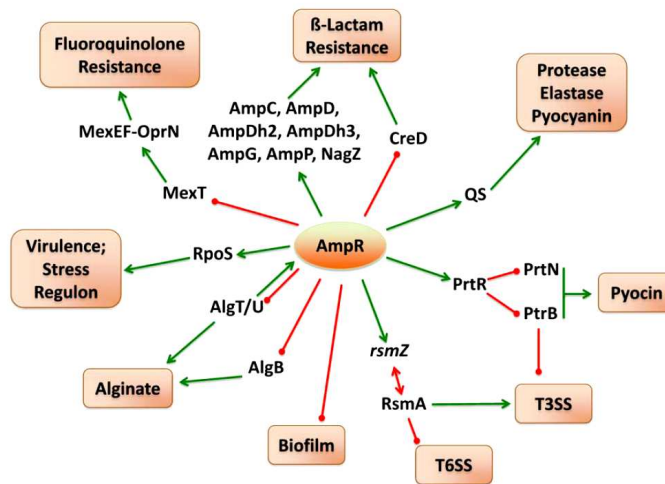 ß-Lactam
Resistance
Fluoroquinolone
Resistance
Protease
Elastase
Pyocyanin
AmpC, AmpD,
AmpDh2, AmpDh3,
AmpG, AmpP, NagZ
MexEF-OprN
CreD
MexT
QS
Virulence;
Stress
Regulon
RpoS
AmpR
PrtR
PrtN
PtrB
Pyocin
AlgT/U
AlgB
Alginate
rsmZ
RsmA
T3SS
Biofilm
T6SS